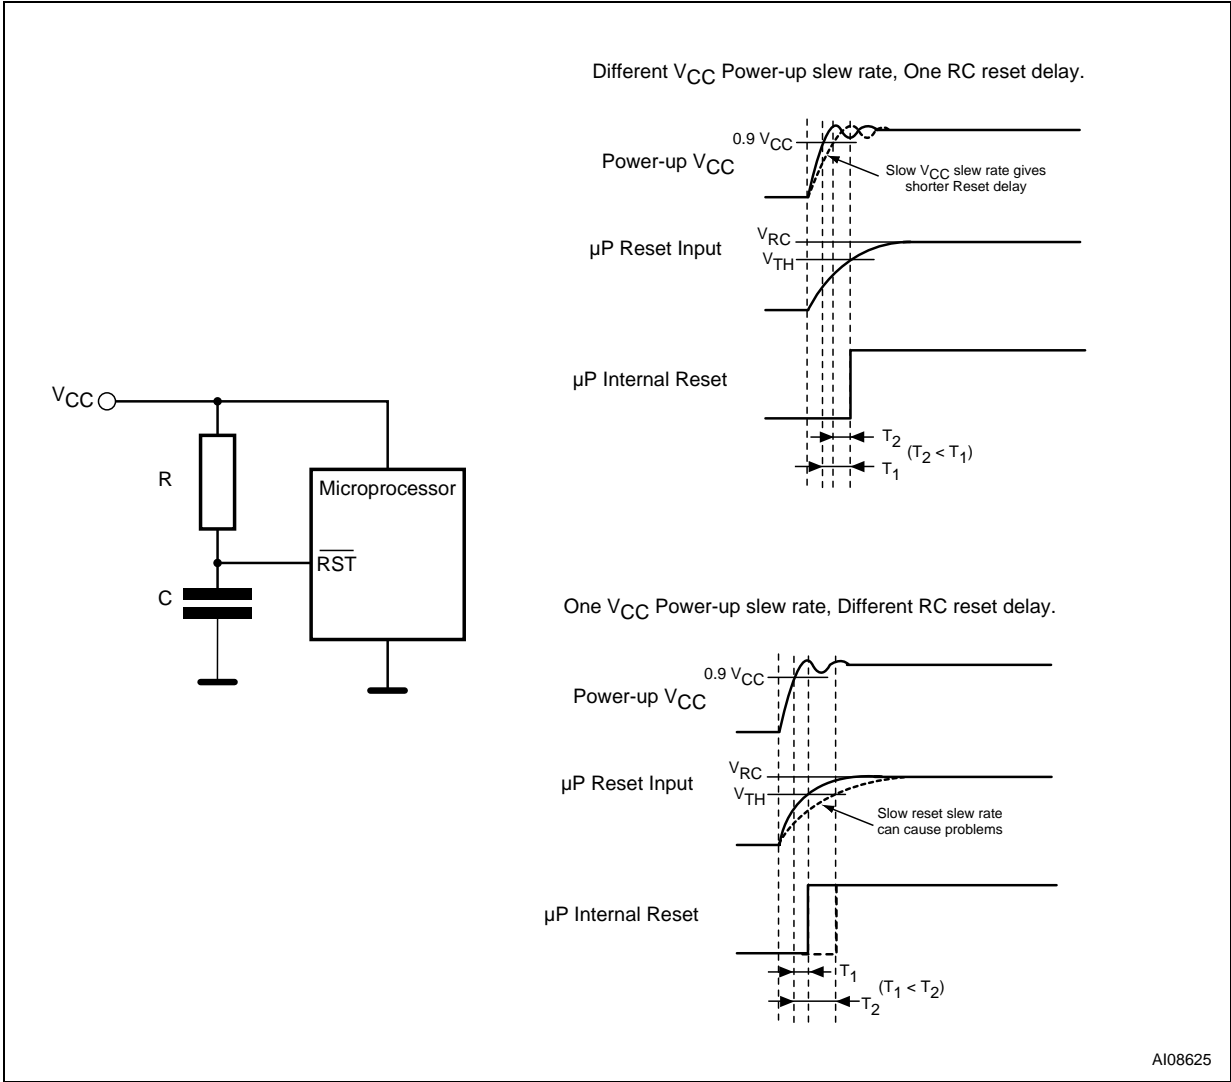 Different VCC Power-up slew rate, One RC reset delay.
0.9 VCC
Power-up VCC
Slow VCC slew rate gives
shorter Reset delay
VRC
µP Reset Input
VTH
µP Internal Reset
T2
(T2 < T1)
T1
VCC
R
Microprocessor
RST
C
One VCC Power-up slew rate, Different RC reset delay.
0.9 VCC
Power-up VCC
VRC
µP Reset Input
VTH
Slow reset slew rate
can cause problems
µP Internal Reset
T1
(T1 < T2)
T2
AI08625